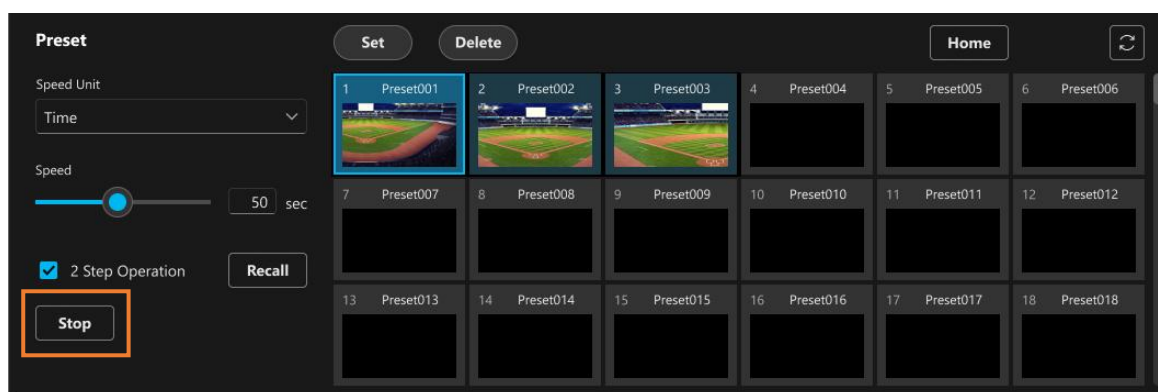 Preset
Set Delete Home
Speed Unit
Time
Speed
50 sec
2 Step Operation Recall
Stop
1 Preset001 2 Preset002 3 Preset003 4 Preset004 5 Preset005 6 Preset006
7 Preset007 8 Preset008 9 Preset009 10 Preset010 11 Preset011 12 Preset012
13 Preset013 14 Preset014 15 Preset015 16 Preset016 17 Preset017 18 Preset018